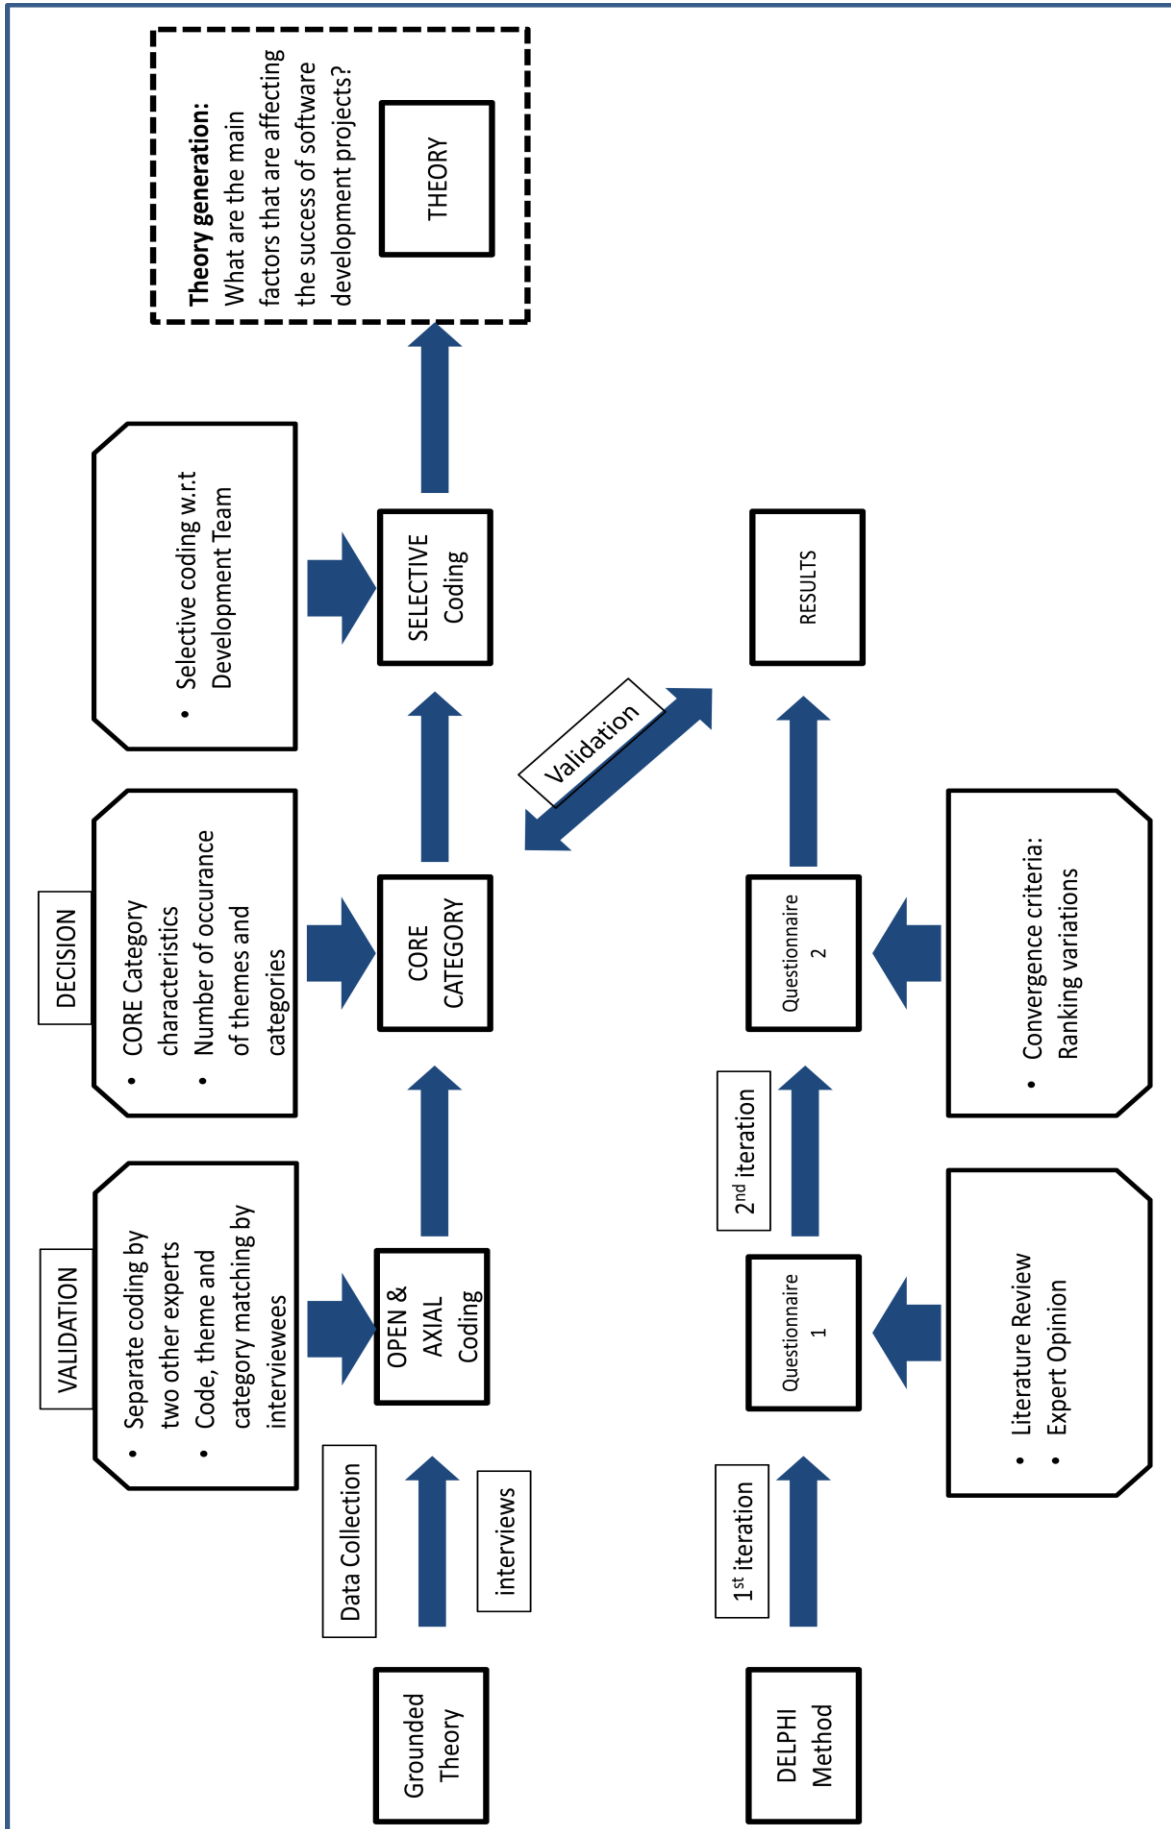 VALIDATION
• Separate coding by
two other experts
• Code, theme and
category matching by
interviewees
DECISION
• CORE Category
characteristics
• Number of occurance
of themes and
categories
• Selective coding w.r.t
Development Team
Theory generation:
What are the main
factors that are affecting
the success of software
development projects?
THEORY
Grounded
Theory
Data Collection
interviews
OPEN &
AXIAL
Coding
CORE
CATEGORY
SELECTIVE
Coding
Validation
DELPHI
Method
1st iteration
Questionnaire
1
2nd iteration
Questionnaire
2
RESULTS
• Literature Review
• Expert Opinion
• Convergence criteria:
Ranking variations